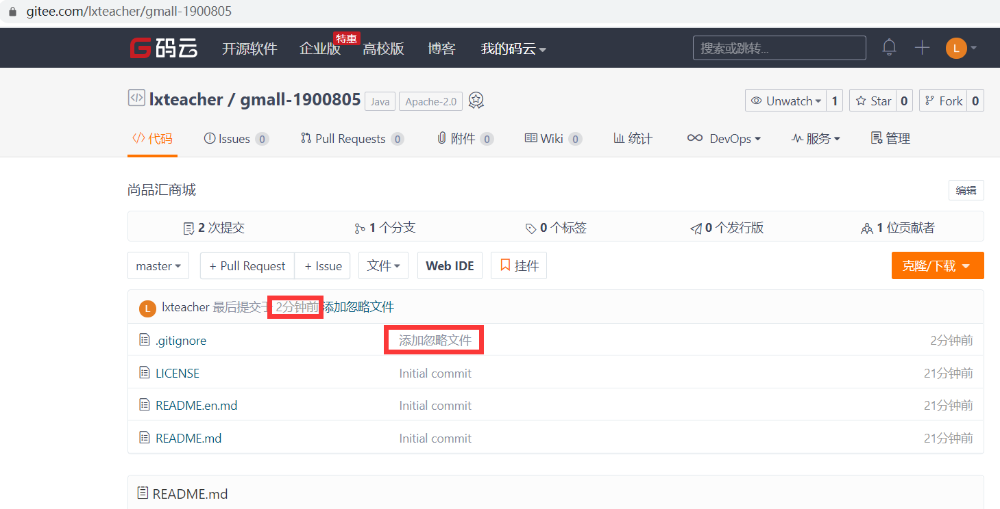 gitee.com/lxteacher/gmall-1900805
G码云 开源软件 企业版 特惠 高校版 博客 我的码云 搜索或跳转... L
lxteacher / gmall-1900805 Java Apache-2.0 Unwatch 1 Star 0 Fork 0
代码 Issues 0 Pull Requests 0 附件 0 Wiki 0 统计 DevOps 服务 管理
尚品汇商城 编辑
2 次提交 1 个分支 0 个标签 0 个发行版 1 位贡献者
master + Pull Request + Issue 文件 Web IDE 挂件 克隆/下载
L lxteacher 最后提交于 2分钟前 添加忽略文件
.gitignore 添加忽略文件 2分钟前
LICENSE Initial commit 21分钟前
README.en.md Initial commit 21分钟前
README.md Initial commit 21分钟前
README.md